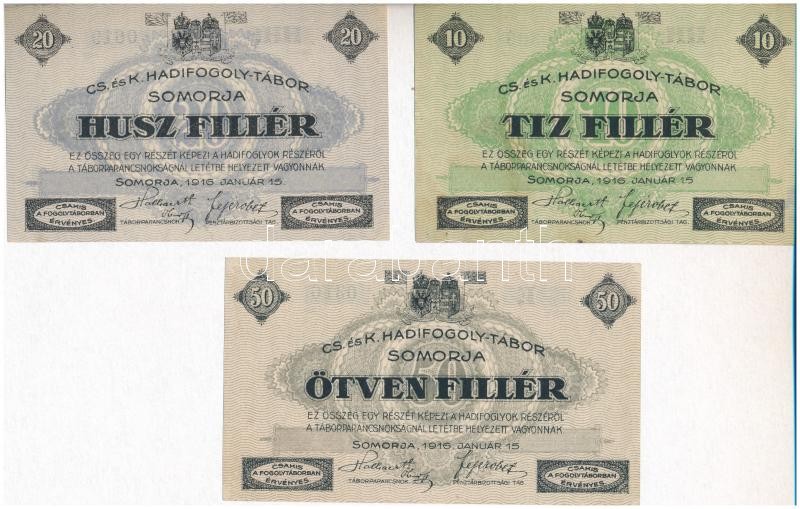 20 20
CS. és K. HADIFOGOLY-TÁBOR
SOMORJA
HUSZ FILLÉR
EZ ÖSSZEG EGY RÉSZÉT KÉPEZI A HADIFOGLYOK RÉSZÉRŐL
A TÁBORPARANCSNOKSÁGNÁL LETÉTBE HELYEZETT VAGYONNAK
SOMORJA, 1916. JANUÁR 15.
CSAKIS
A FOGOLYTÁBORBAN
ÉRVÉNYES
TÁBORPARANCSNOK. PÉNZTÁRBIZOTTSÁGI TAG.
CSAKIS
A FOGOLYTÁBORBAN
ÉRVÉNYES
10 10
CS. és K. HADIFOGOLY-TÁBOR
SOMORJA
TIZ FILLÉR
EZ ÖSSZEG EGY RÉSZÉT KÉPEZI A HADIFOGLYOK RÉSZÉRŐL
A TÁBORPARANCSNOKSÁGNÁL LETÉTBE HELYEZETT VAGYONNAK
SOMORJA, 1916. JANUÁR 15
CSAKIS
A FOGOLYTÁBORBAN
ÉRVÉNYES
TÁBORPARANCSNOK. PÉNZTÁRBIZOTTSÁGI TAG.
CSAKIS
A FOGOLYTÁBORBAN
ÉRVÉNYES
50 50
CS. és K. HADIFOGOLY-TÁBOR
SOMORJA
ÖTVEN FILLÉR
EZ ÖSSZEG EGY RÉSZÉT KÉPEZI A HADIFOGLYOK RÉSZÉRŐL
A TÁBORPARANCSNOKSÁGNÁL LETÉTBE HELYEZETT VAGYONNAK
SOMORJA, 1916. JANUÁR 15
CSAKIS
A FOGOLYTÁBORBAN
ÉRVÉNYES
TÁBORPARANCSNOK. PÉNZTÁRBIZOTTSÁGI TAG.
CSAKIS
A FOGOLYTÁBORBAN
ÉRVÉNYES
darabanth